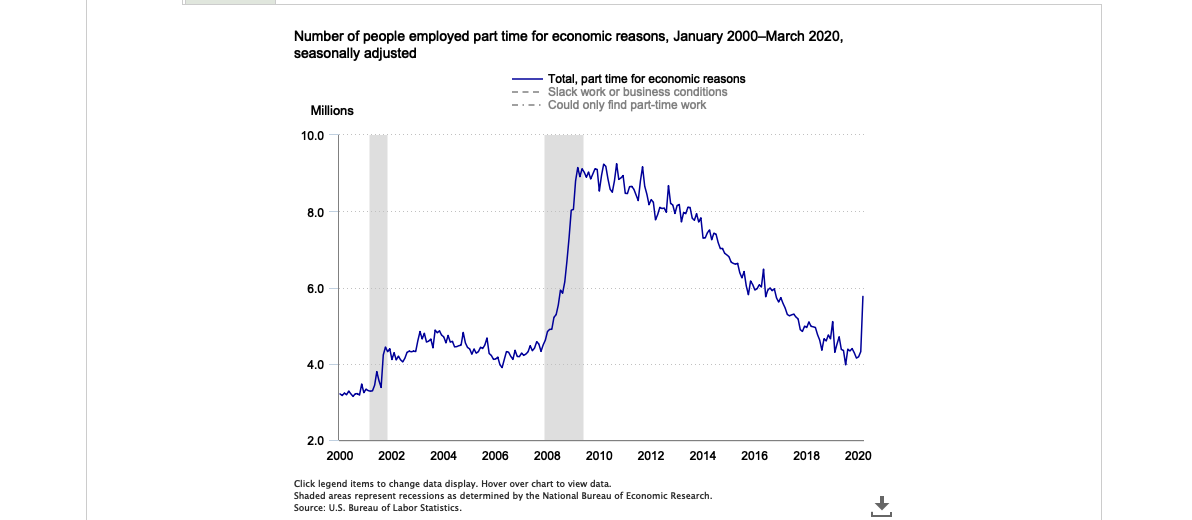 Number of people employed part time for economic reasons, January 2000–March 2020,
seasonally adjusted
Total, part time for economic reasons
Slack work or business conditions
Could only find part-time work
Millions
10.0
8.0
6.0
4.0
2.0
2000 2002 2004 2006 2008 2010 2012 2014 2016 2018 2020
Click legend items to change data display. Hover over chart to view data.
Shaded areas represent recessions as determined by the National Bureau of Economic Research.
Source: U.S. Bureau of Labor Statistics.